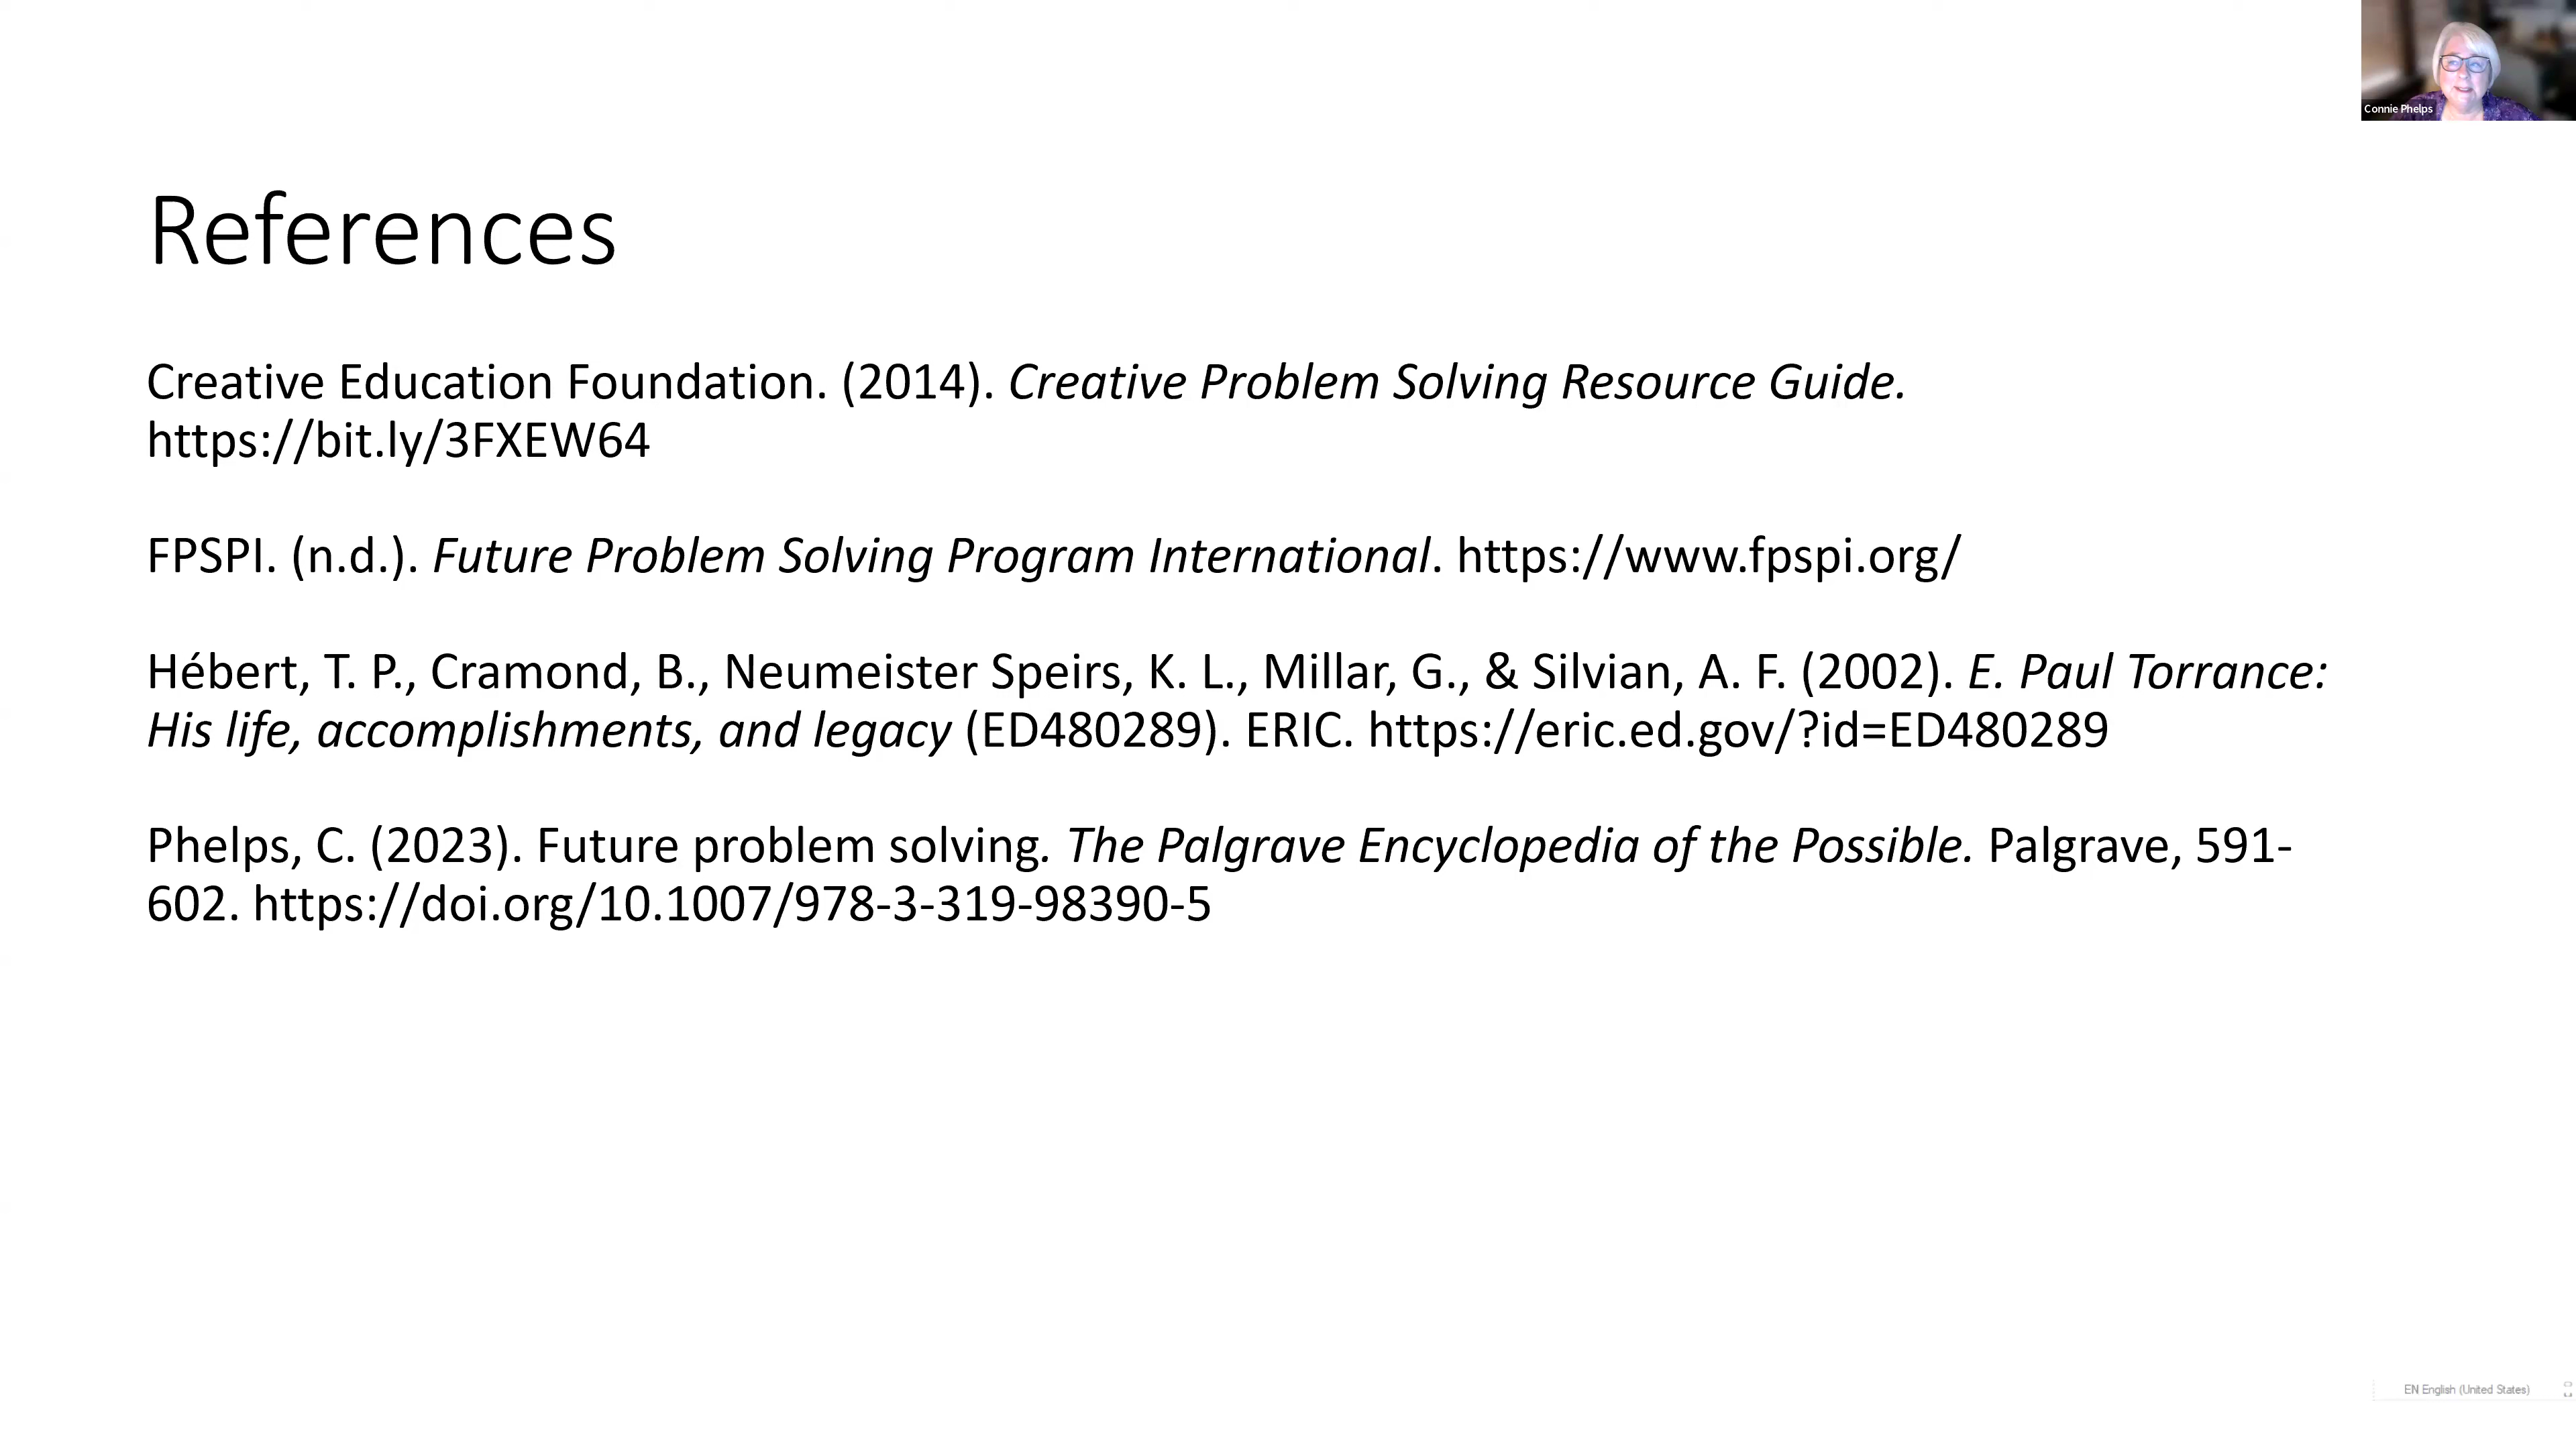 Connie Phelps
References
Creative Education Foundation. (2014). Creative Problem Solving Resource Guide.
https://bit.ly/3FXEW64
FPSPI. (n.d.). Future Problem Solving Program International. https://www.fpspi.org/
Hébert, T. P., Cramond, B., Neumeister Speirs, K. L., Millar, G., & Silvian, A. F. (2002). E. Paul Torrance:
His life, accomplishments, and legacy (ED480289). ERIC. https://eric.ed.gov/?id=ED480289
Phelps, C. (2023). Future problem solving. The Palgrave Encyclopedia of the Possible. Palgrave, 591-
602. https://doi.org/10.1007/978-3-319-98390-5
EN English (United States)